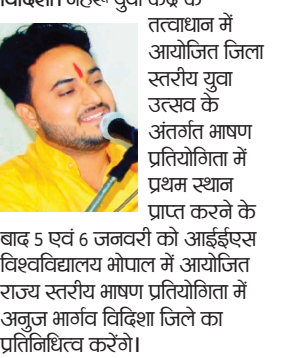 विदिशा। नेहरू युवा केंद्र के
तत्वाधान में
आयोजित जिला
स्तरीय युवा
उत्सव के
अंतर्गत भाषण
प्रतियोगिता में
प्रथम स्थान
प्राप्त करने के
बाद 5 एवं 6 जनवरी को आईईएस
विश्वविद्यालय भोपाल में आयोजित
राज्य स्तरीय भाषण प्रतियोगिता में
अनुज भार्गव विदिशा जिले का
प्रतिनिधित्व करेंगे।